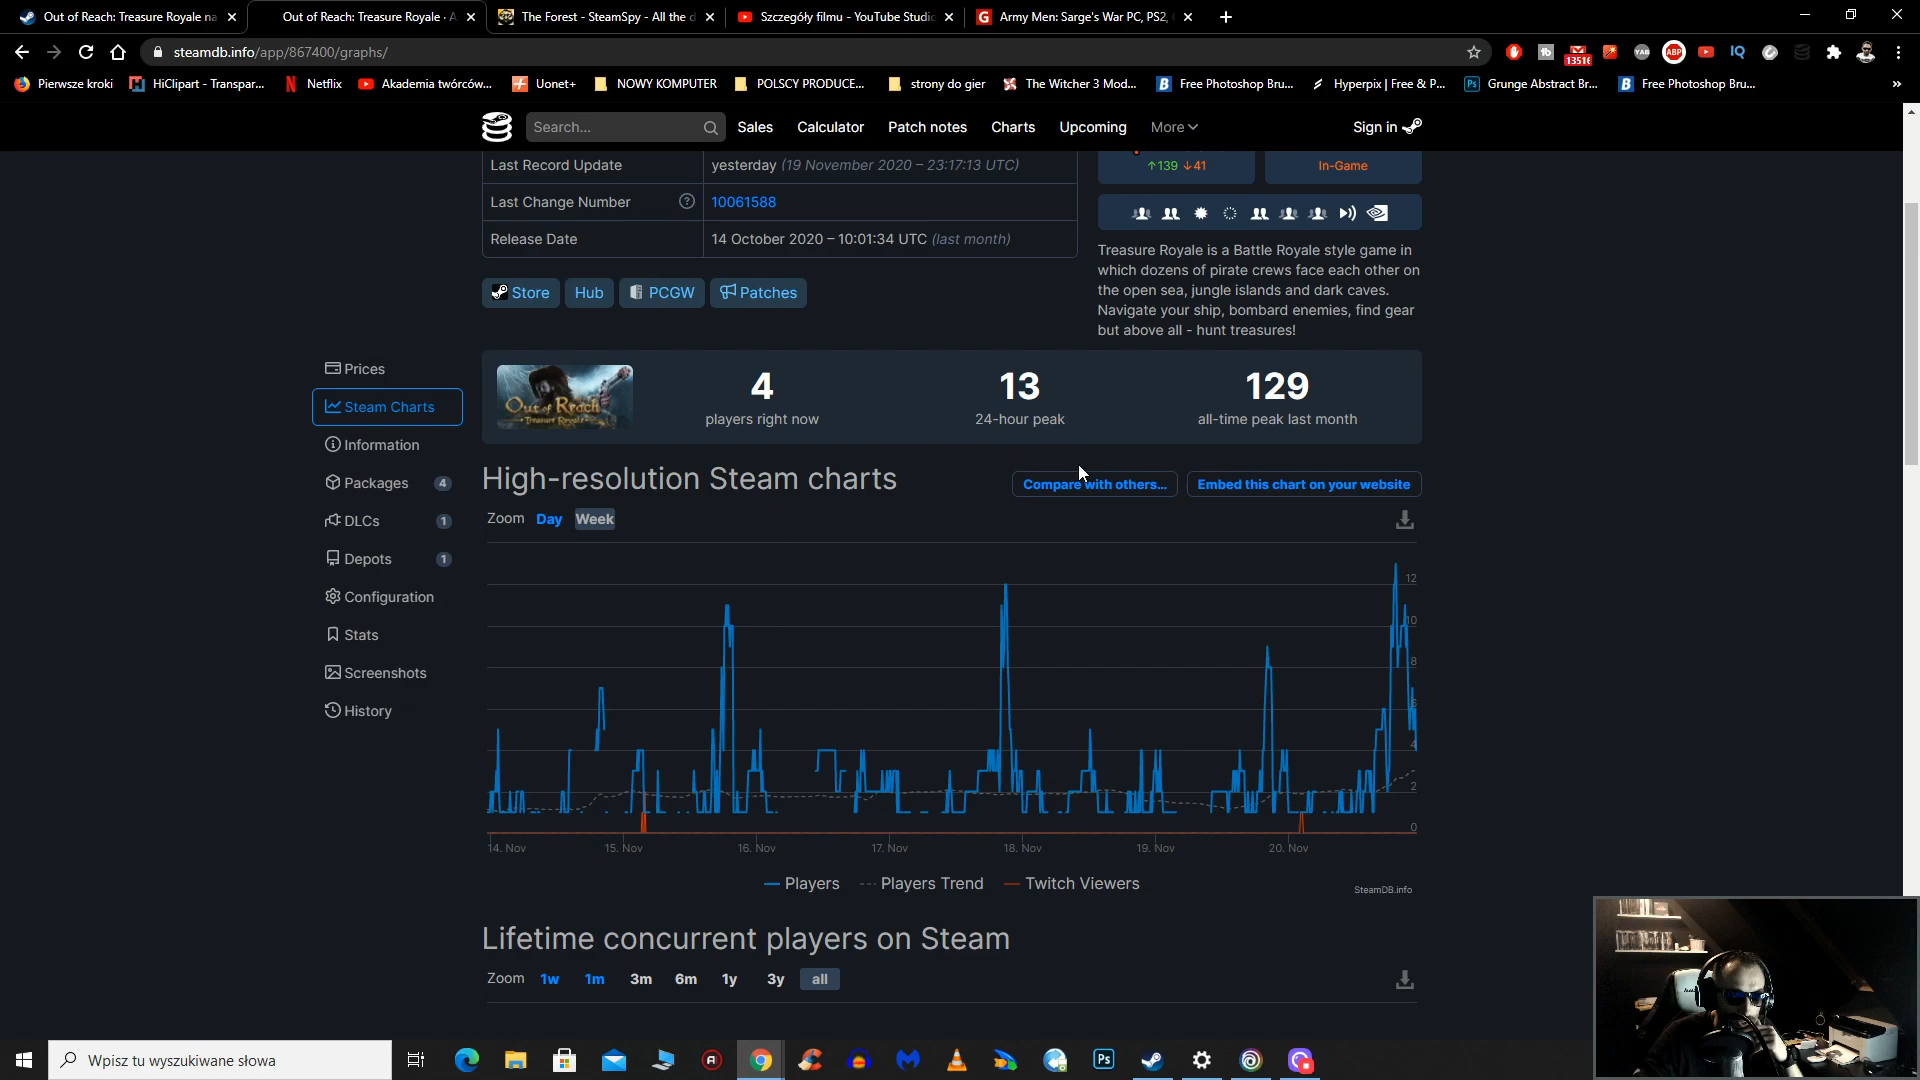 Out of Reach: Treasure Royale na
Out of Reach: Treasure Royale · A
The Forest - SteamSpy - All the d
Szczegóły filmu - YouTube Studio
Army Men: Sarge's War PC, PS2,
steamdb.info/app/867400/graphs/
ABP
13516
YAB
IQ
Pierwsze kroki
HiClipart - Transpar...
Netflix
Akademia twórców...
Uonet+
NOWY KOMPUTER
POLSCY PRODUCE...
strony do gier
The Witcher 3 Mod...
Free Photoshop Bru...
Hyperpix | Free & P...
Grunge Abstract Br...
Free Photoshop Bru...
Search...
Sales
Calculator
Patch notes
Charts
Upcoming
More
Sign in
Last Record Update
yesterday (19 November 2020 – 23:17:13 UTC)
Last Change Number
10061588
Release Date
14 October 2020 – 10:01:34 UTC (last month)
↑139 ↓41
In-Game
Store
Hub
PCGW
Patches
Treasure Royale is a Battle Royale style game in
which dozens of pirate crews face each other on
the open sea, jungle islands and dark caves.
Navigate your ship, bombard enemies, find gear
but above all - hunt treasures!
Prices
Steam Charts
Information
Packages 4
DLCs 1
Depots 1
Configuration
Stats
Screenshots
History
Out of Reach
Treasure Royale
4
players right now
13
24-hour peak
129
all-time peak last month
High-resolution Steam charts
Compare with others...
Embed this chart on your website
Zoom Day Week
12
10
8
6
4
2
0
14. Nov
15. Nov
16. Nov
17. Nov
18. Nov
19. Nov
20. Nov
Players
Players Trend
Twitch Viewers
SteamDB.info
Lifetime concurrent players on Steam
Zoom 1w 1m 3m 6m 1y 3y all
Wpisz tu wyszukiwane słowa
Ps